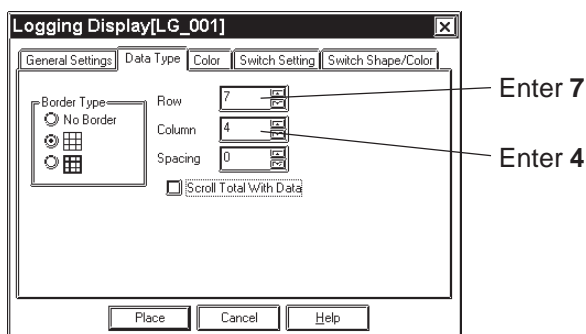 Logging Display[LG_001]
General Settings Data Type Color Switch Setting Switch Shape/Color
Border Type
No Border
Row 7
Column 4
Spacing 0
Scroll Total With Data
Place Cancel Help
Enter 7
Enter 4